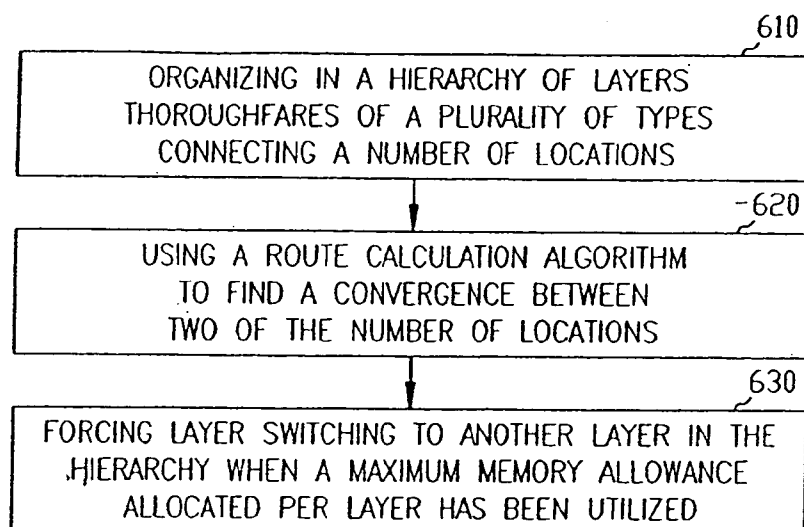 610
ORGANIZING IN A HIERARCHY OF LAYERS
THOROUGHFARES OF A PLURALITY OF TYPES
CONNECTING A NUMBER OF LOCATIONS
620
USING A ROUTE CALCULATION ALGORITHM
TO FIND A CONVERGENCE BETWEEN
TWO OF THE NUMBER OF LOCATIONS
630
FORCING LAYER SWITCHING TO ANOTHER LAYER IN THE
HIERARCHY WHEN A MAXIMUM MEMORY ALLOWANCE
ALLOCATED PER LAYER HAS BEEN UTILIZED